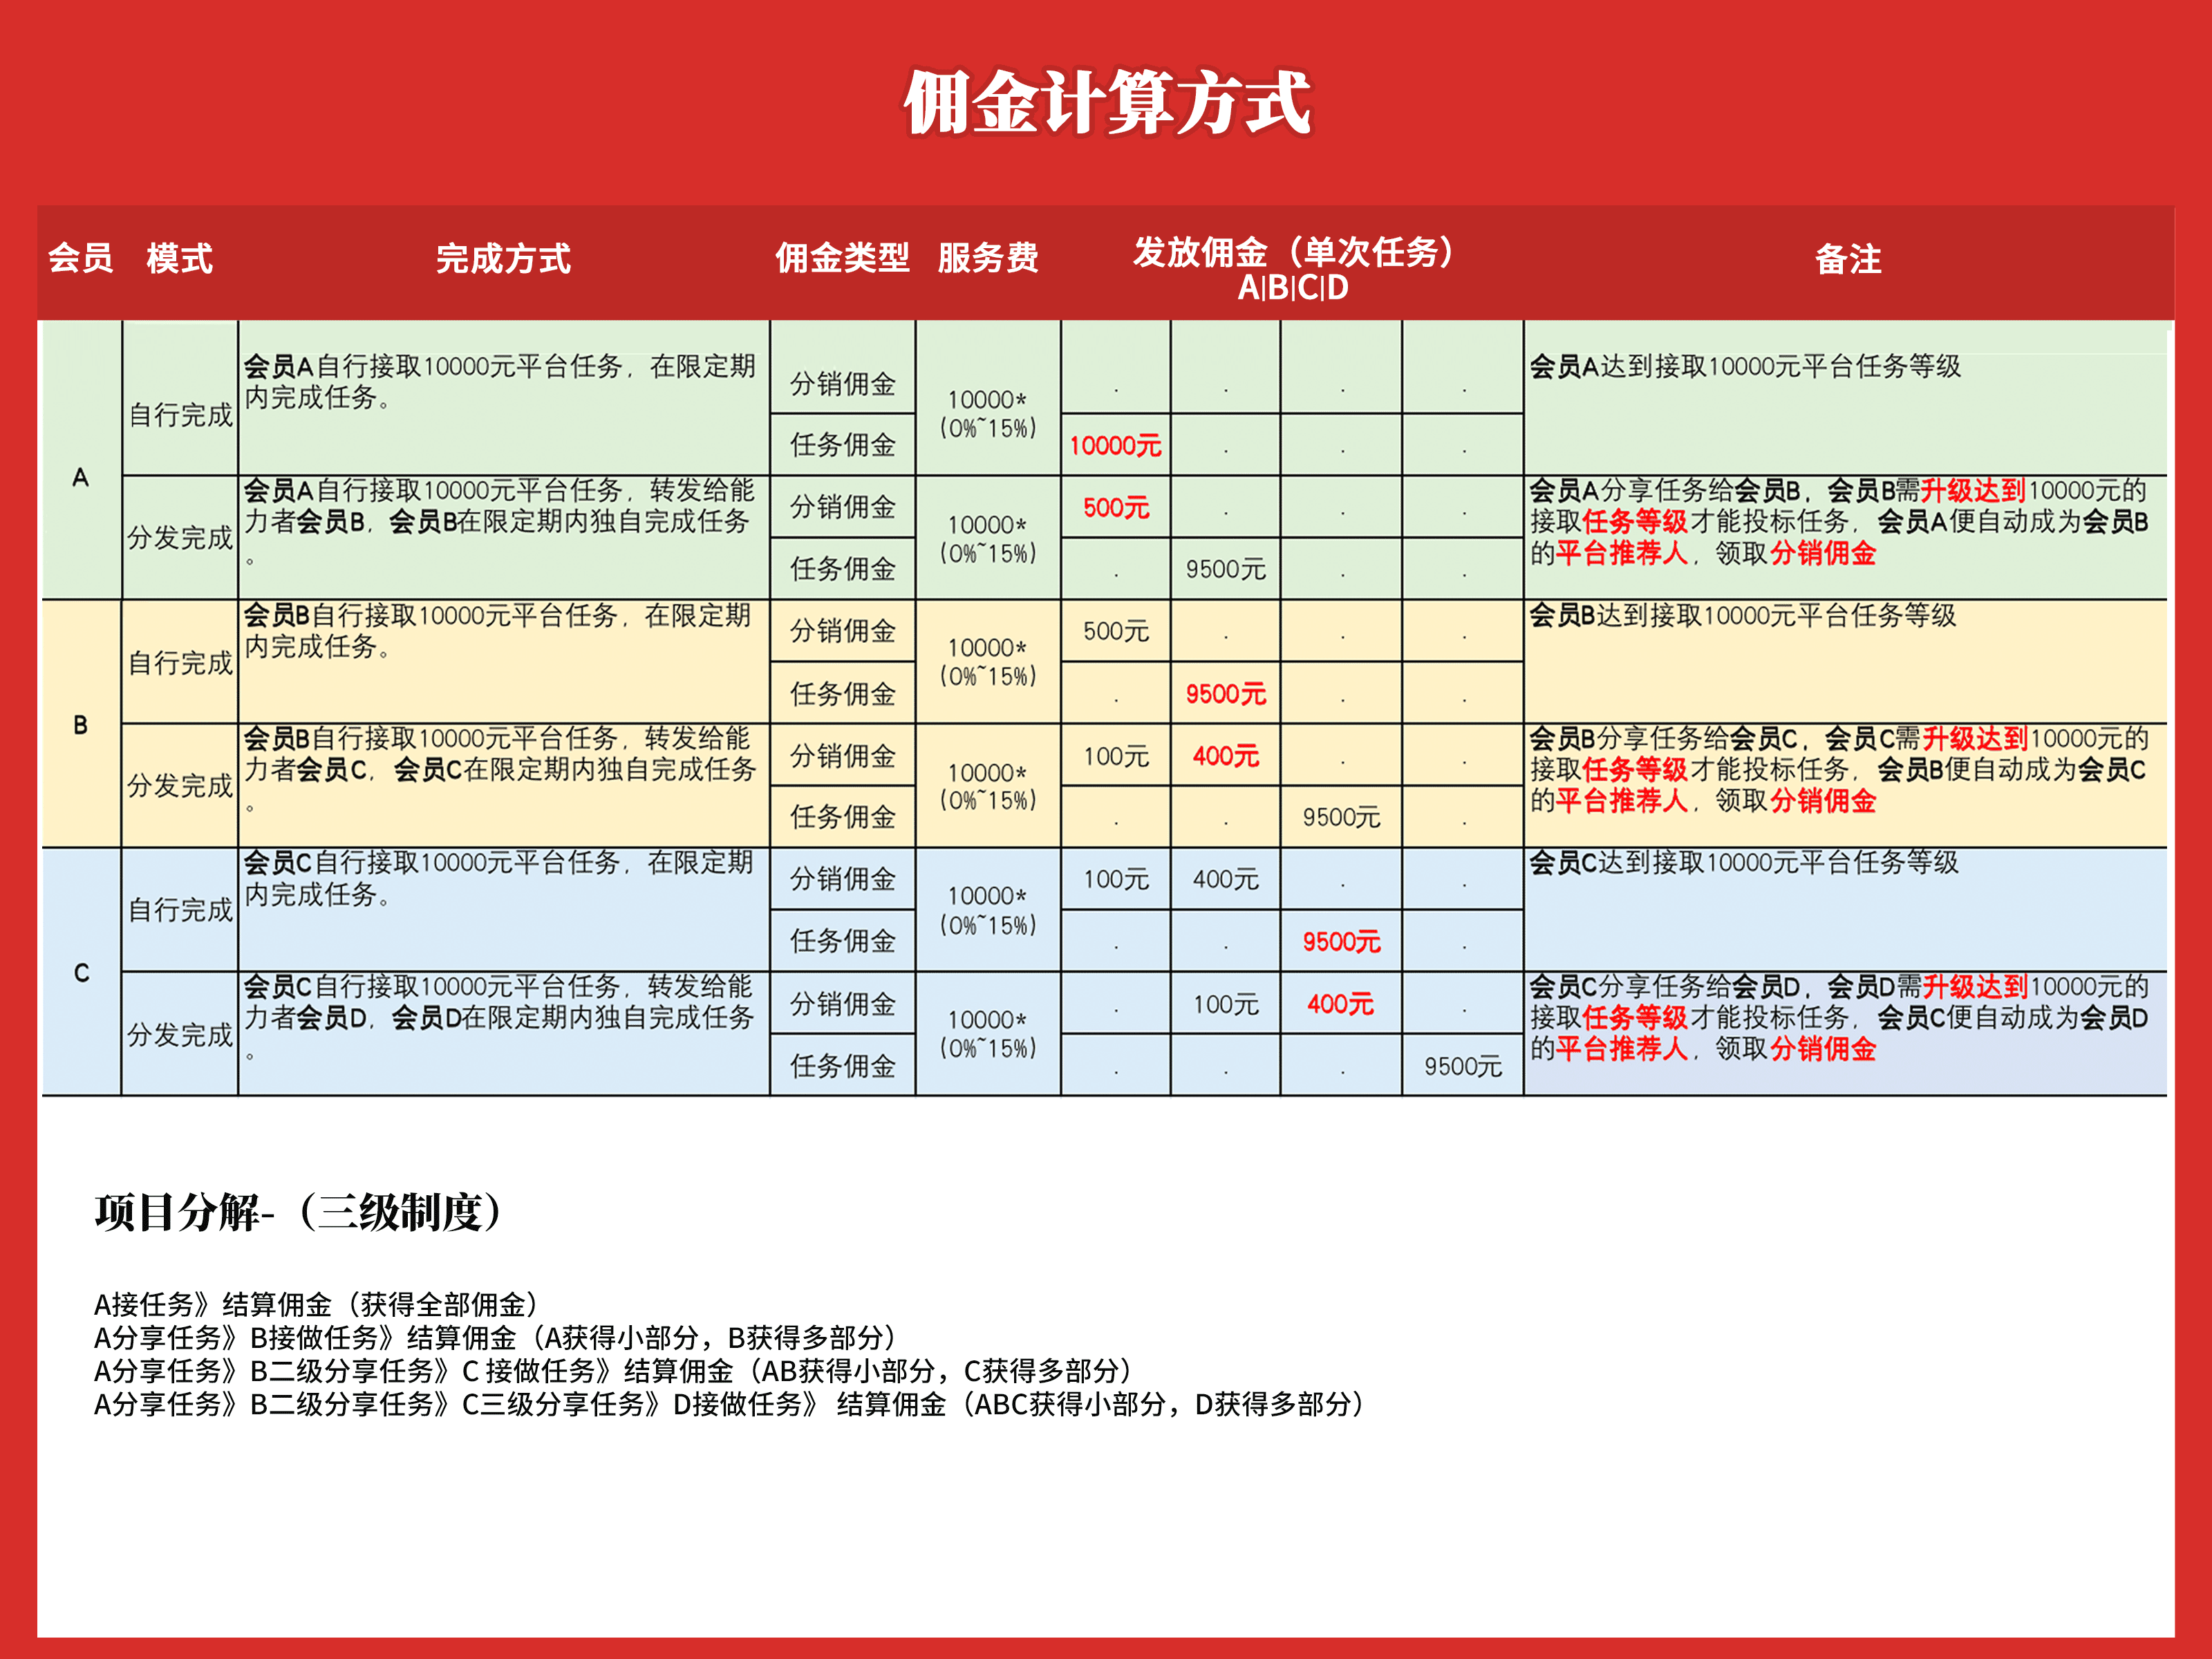 佣金计算方式
会员 模式 完成方式 佣金类型 服务费 发放佣金（单次任务） 备注
A|B|C|D
A
自行完成
会员A自行接取10000元平台任务，在限定期
内完成任务。
分销佣金
任务佣金
10000*
(0%~15%)
. . . .
10000元 . . .
会员A达到接取10000元平台任务等级
分发完成
会员A自行接取10000元平台任务，转发给能
力者会员B，会员B在限定期内独自完成任务
。
分销佣金
任务佣金
10000*
(0%~15%)
500元 . . .
. 9500元 . .
会员A分享任务给会员B，会员B需升级达到10000元的
接取任务等级才能投标任务，会员A便自动成为会员B
的平台推荐人，领取分销佣金
B
自行完成
会员B自行接取10000元平台任务，在限定期
内完成任务。
分销佣金
任务佣金
10000*
(0%~15%)
500元 . . .
. 9500元 . .
会员B达到接取10000元平台任务等级
分发完成
会员B自行接取10000元平台任务，转发给能
力者会员C，会员C在限定期内独自完成任务
。
分销佣金
任务佣金
10000*
(0%~15%)
100元 400元 . .
. . 9500元 .
会员B分享任务给会员C，会员C需升级达到10000元的
接取任务等级才能投标任务，会员B便自动成为会员C
的平台推荐人，领取分销佣金
C
自行完成
会员C自行接取10000元平台任务，在限定期
内完成任务。
分销佣金
任务佣金
10000*
(0%~15%)
100元 400元 . .
. . 9500元 .
会员C达到接取10000元平台任务等级
分发完成
会员C自行接取10000元平台任务，转发给能
力者会员D，会员D在限定期内独自完成任务
。
分销佣金
任务佣金
10000*
(0%~15%)
. 100元 400元 .
. . . 9500元
会员C分享任务给会员D，会员D需升级达到10000元的
接取任务等级才能投标任务，会员C便自动成为会员D
的平台推荐人，领取分销佣金
项目分解-（三级制度）
A接任务》结算佣金（获得全部佣金）
A分享任务》B接做任务》结算佣金（A获得小部分，B获得多部分）
A分享任务》B二级分享任务》C 接做任务》结算佣金（AB获得小部分，C获得多部分）
A分享任务》B二级分享任务》C三级分享任务》D接做任务》 结算佣金（ABC获得小部分，D获得多部分）